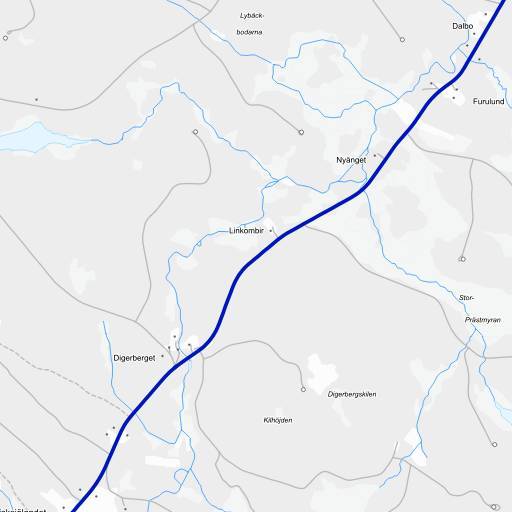 Lybäck-
bodarna
Dalbo
Furulund
Nyänget
Linkombir
Stor-
Prästmyran
Digerberget
Digerbergskilen
Kilhöjden